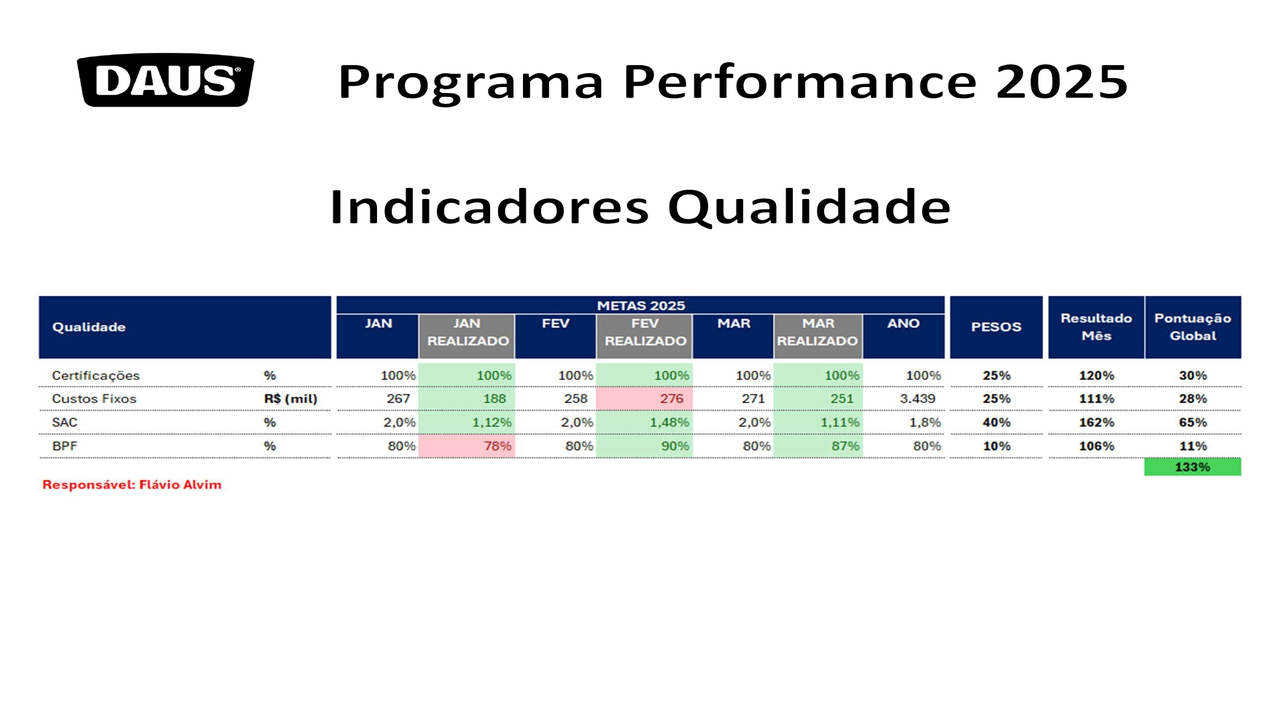 DAUS®
Programa Performance 2025
Indicadores Qualidade
Qualidade METAS 2025 PESOS Resultado Mês Pontuação Global
JAN JAN REALIZADO FEV FEV REALIZADO MAR MAR REALIZADO ANO
Certificações % 100% 100% 100% 100% 100% 100% 100% 25% 120% 30%
Custos Fixos R$ (mil) 267 188 258 276 271 251 3.439 25% 111% 28%
SAC % 2,0% 1,12% 2,0% 1,48% 2,0% 1,11% 1,8% 40% 162% 65%
BPF % 80% 78% 80% 90% 80% 87% 80% 10% 106% 11%
133%
Responsável: Flávio Alvim